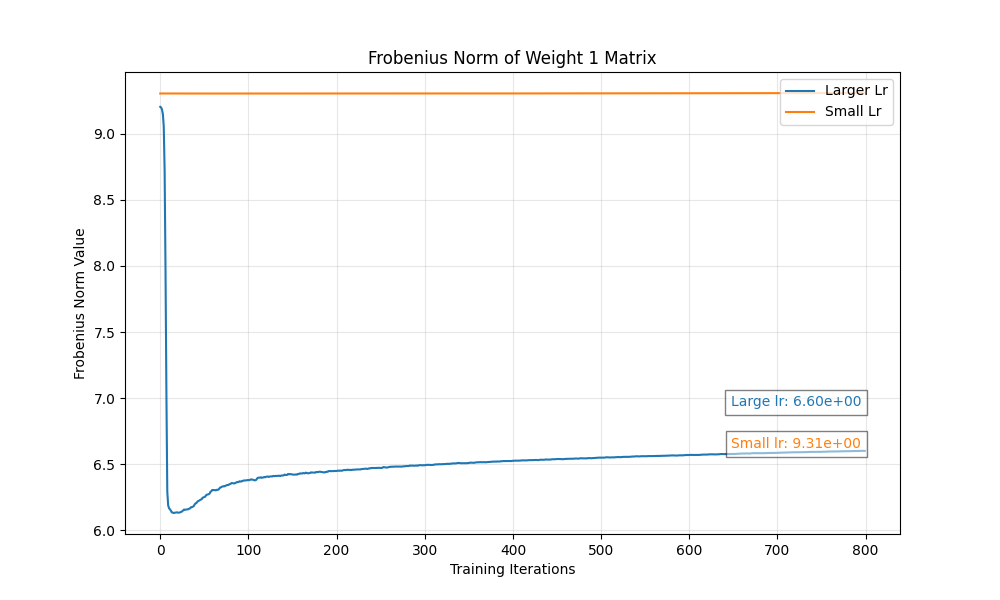 Frobenius Norm of Weight 1 Matrix
Larger Lr
Small Lr
Frobenius Norm Value
9.0
8.5
8.0
7.5
7.0
6.5
6.0
Large lr: 6.60e+00
Small lr: 9.31e+00
0 100 200 300 400 500 600 700 800
Training Iterations